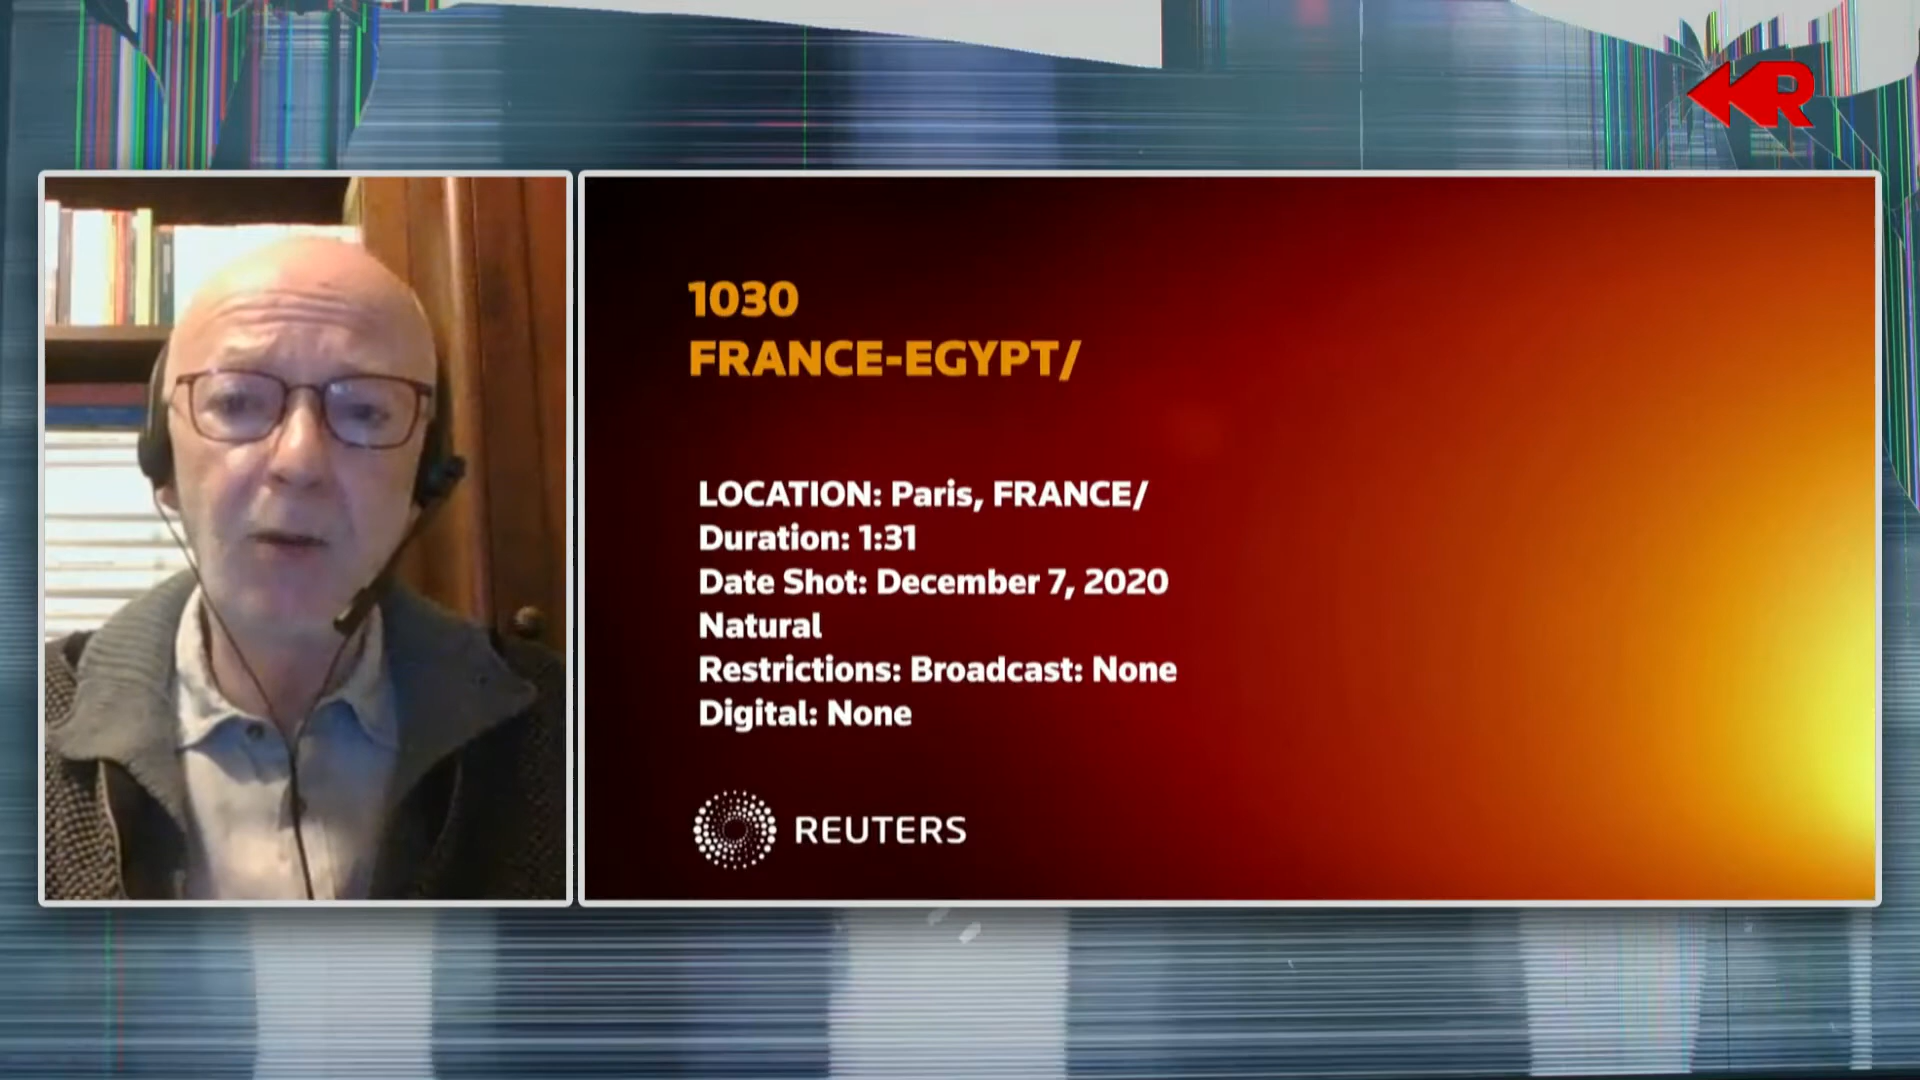 R
1030
FRANCE-EGYPT/
LOCATION: Paris, FRANCE/
Duration: 1:31
Date Shot: December 7, 2020
Natural
Restrictions: Broadcast: None
Digital: None
REUTERS